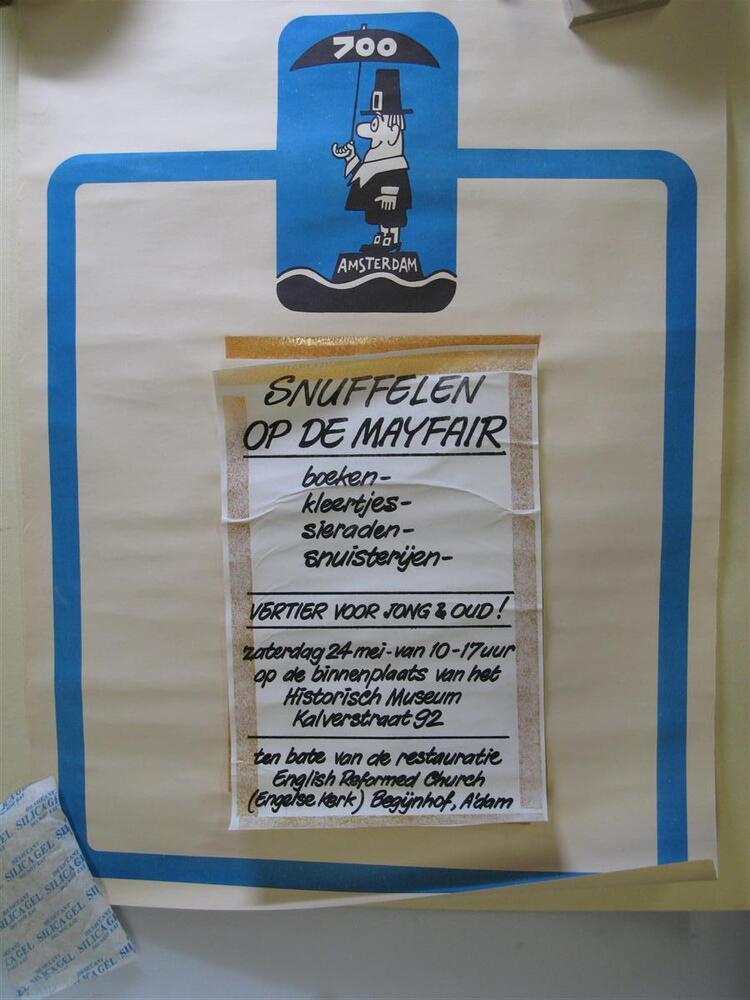 700
AMSTERDAM
SNUFFELEN
OP DE MAYFAIR
boeken-
kleertjes-
sieraden-
snuisterijen-
VERTIER VOOR JONG & OUD!
zaterdag 24 mei - van 10-17 uur
op de binnenplaats van het
Historisch Museum
Kalverstraat 92
ten bate van de restauratie
English Reformed Church
(Engelse Kerk) Begijnhof, A'dam
DESICCANT
SILICA GEL